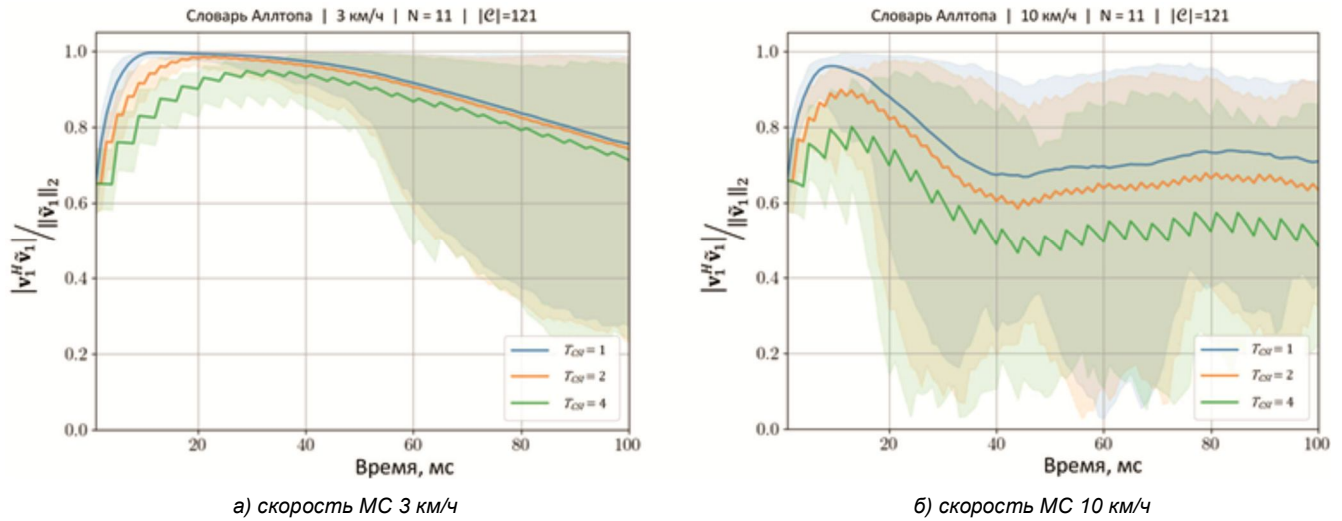 Словарь Аллтопа | 3 км/ч | N = 11 | |𝒞|=121
|v₁ᴴṽ₁| / ‖ṽ₁‖₂
1.0
0.8
0.6
0.4
0.2
0.0
T_CSI = 1
T_CSI = 2
T_CSI = 4
20 40 60 80 100
Время, мс
а) скорость МС 3 км/ч
Словарь Аллтопа | 10 км/ч | N = 11 | |𝒞|=121
|v₁ᴴṽ₁| / ‖ṽ₁‖₂
1.0
0.8
0.6
0.4
0.2
0.0
T_CSI = 1
T_CSI = 2
T_CSI = 4
20 40 60 80 100
Время, мс
б) скорость МС 10 км/ч